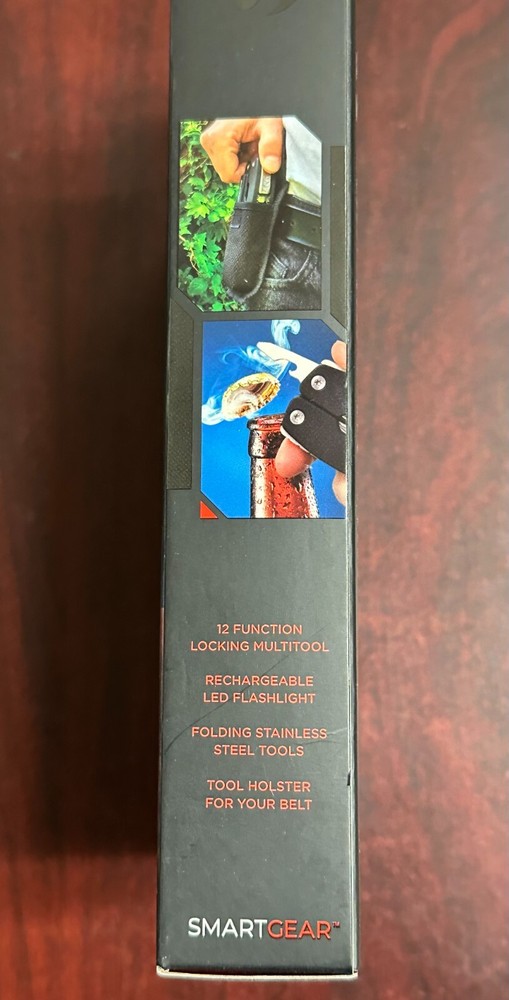 12 FUNCTION
LOCKING MULTITOOL
RECHARGEABLE
LED FLASHLIGHT
FOLDING STAINLESS
STEEL TOOLS
TOOL HOLSTER
FOR YOUR BELT
SMARTGEAR™